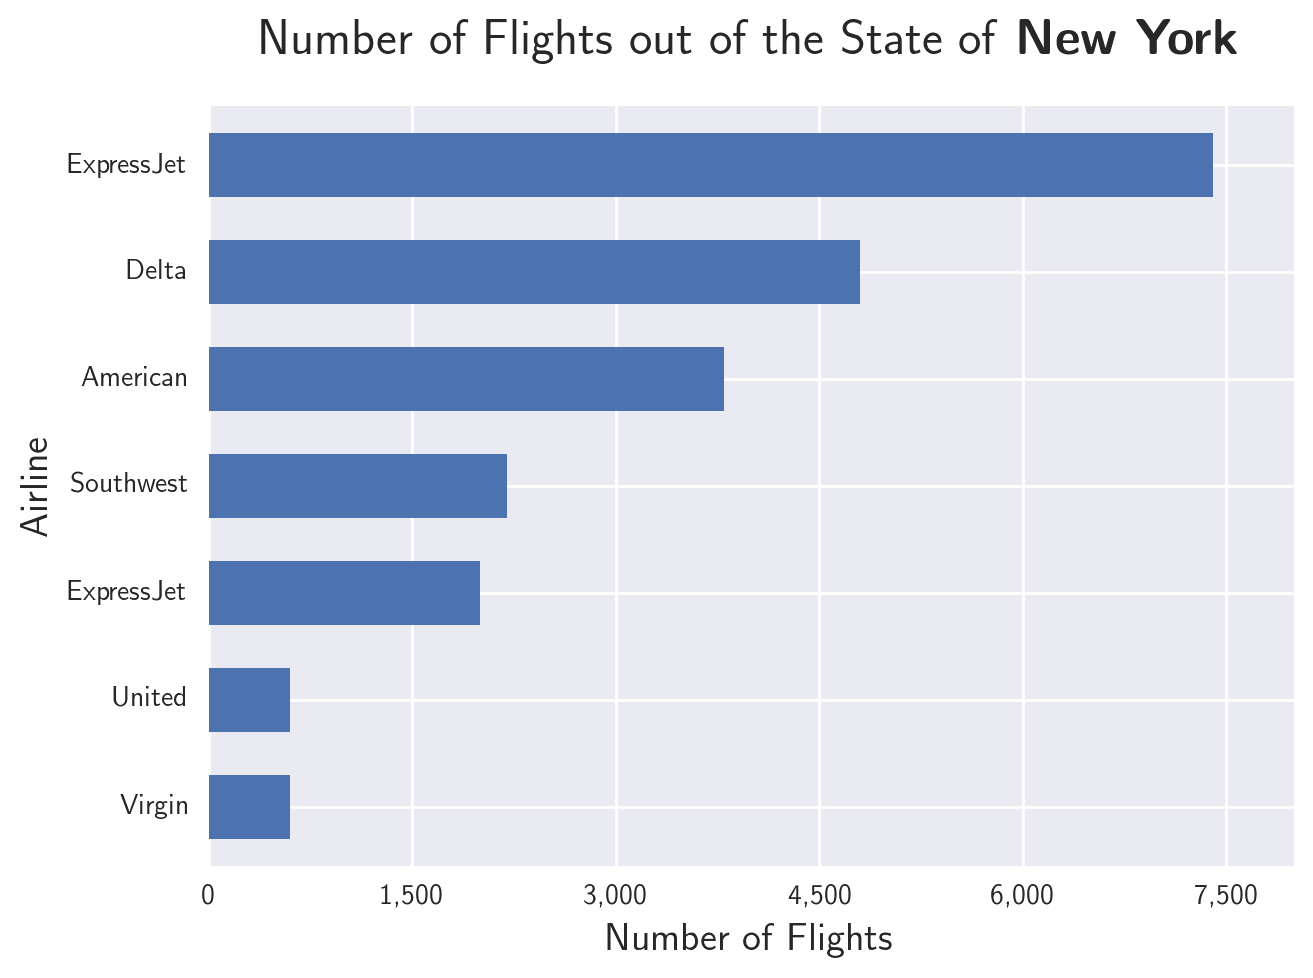 Number of Flights out of the State of New York
ExpressJet
Delta
American
Southwest
ExpressJet
United
Virgin
Airline
0 1,500 3,000 4,500 6,000 7,500
Number of Flights